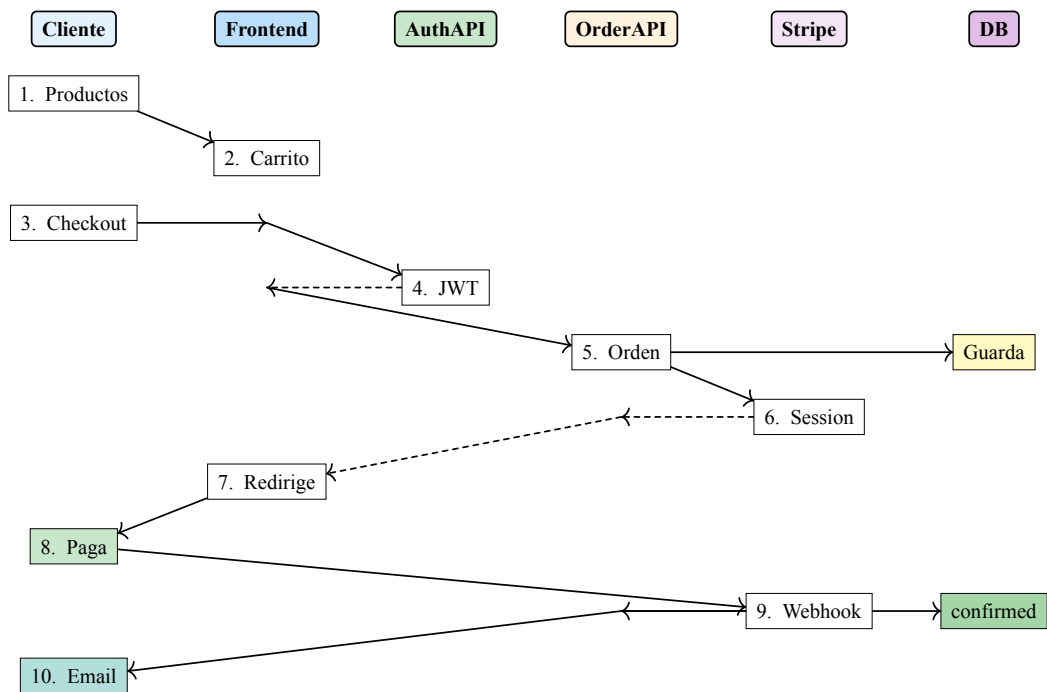 Cliente Frontend AuthAPI OrderAPI Stripe DB
1. Productos
2. Carrito
3. Checkout
4. JWT
5. Orden Guarda
6. Session
7. Redirige
8. Paga
9. Webhook confirmed
10. Email